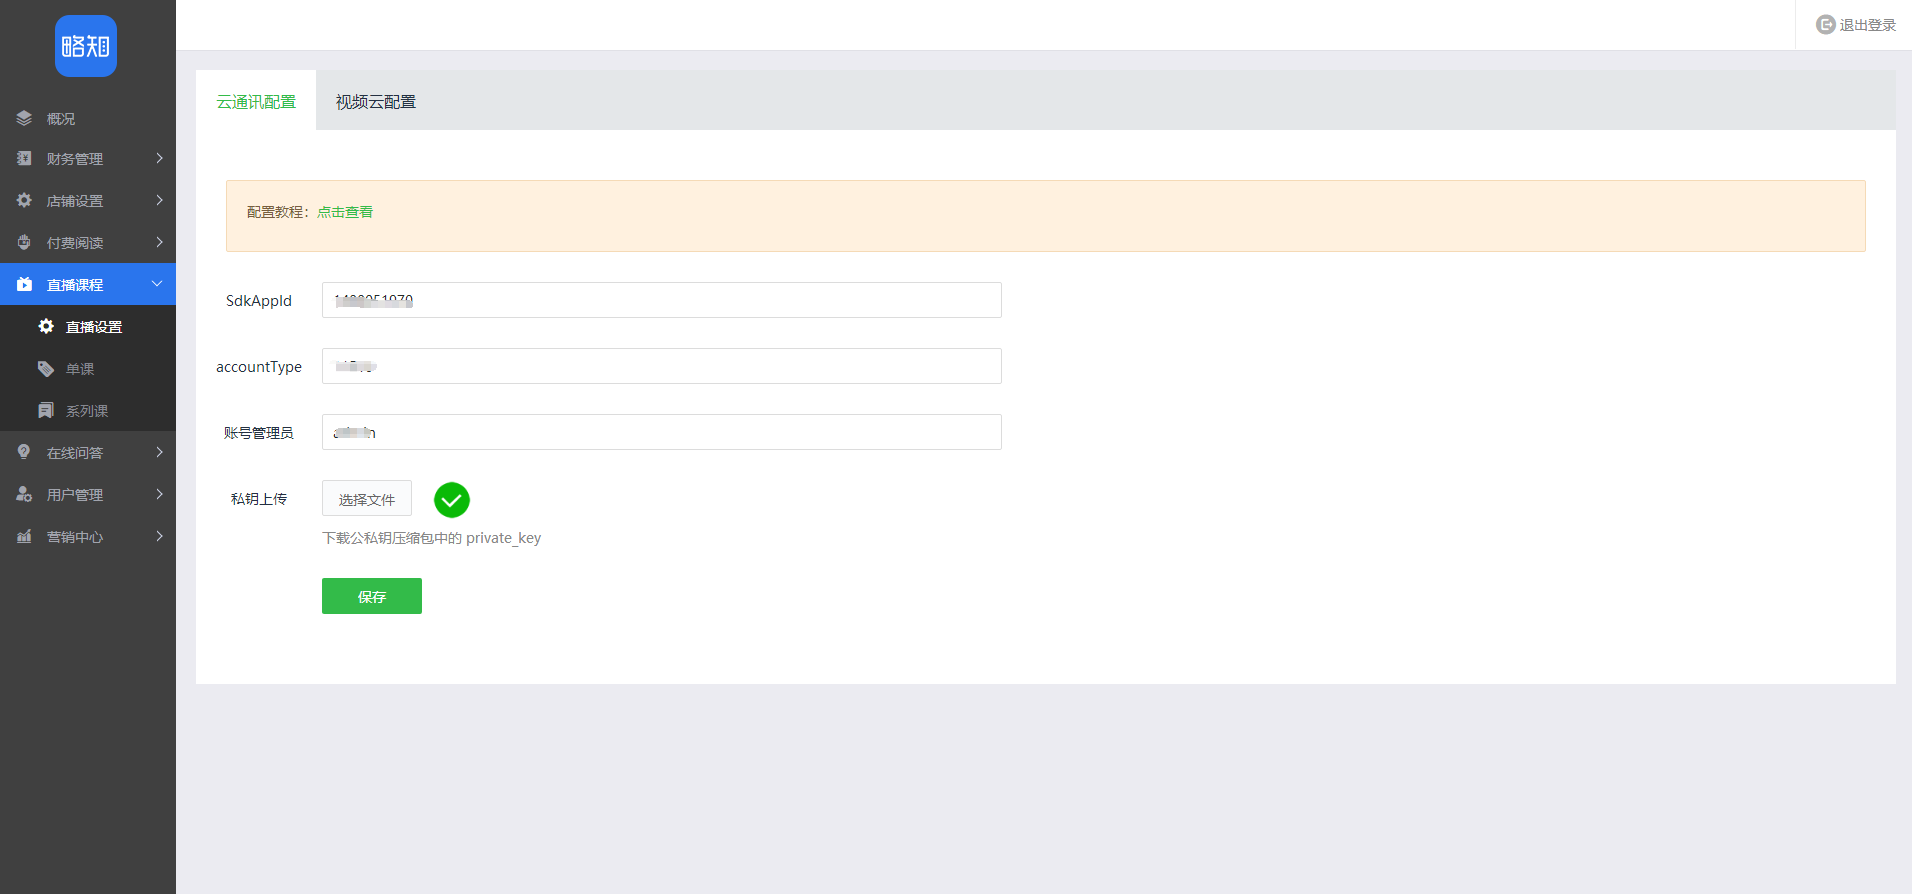 略知
退出登录
概况
财务管理
店铺设置
付费阅读
直播课程
直播设置
单课
系列课
在线问答
用户管理
营销中心
云通讯配置
视频云配置
配置教程：点击查看
SdkAppId
accountType
账号管理员
私钥上传
选择文件
下载公私钥压缩包中的 private_key
保存